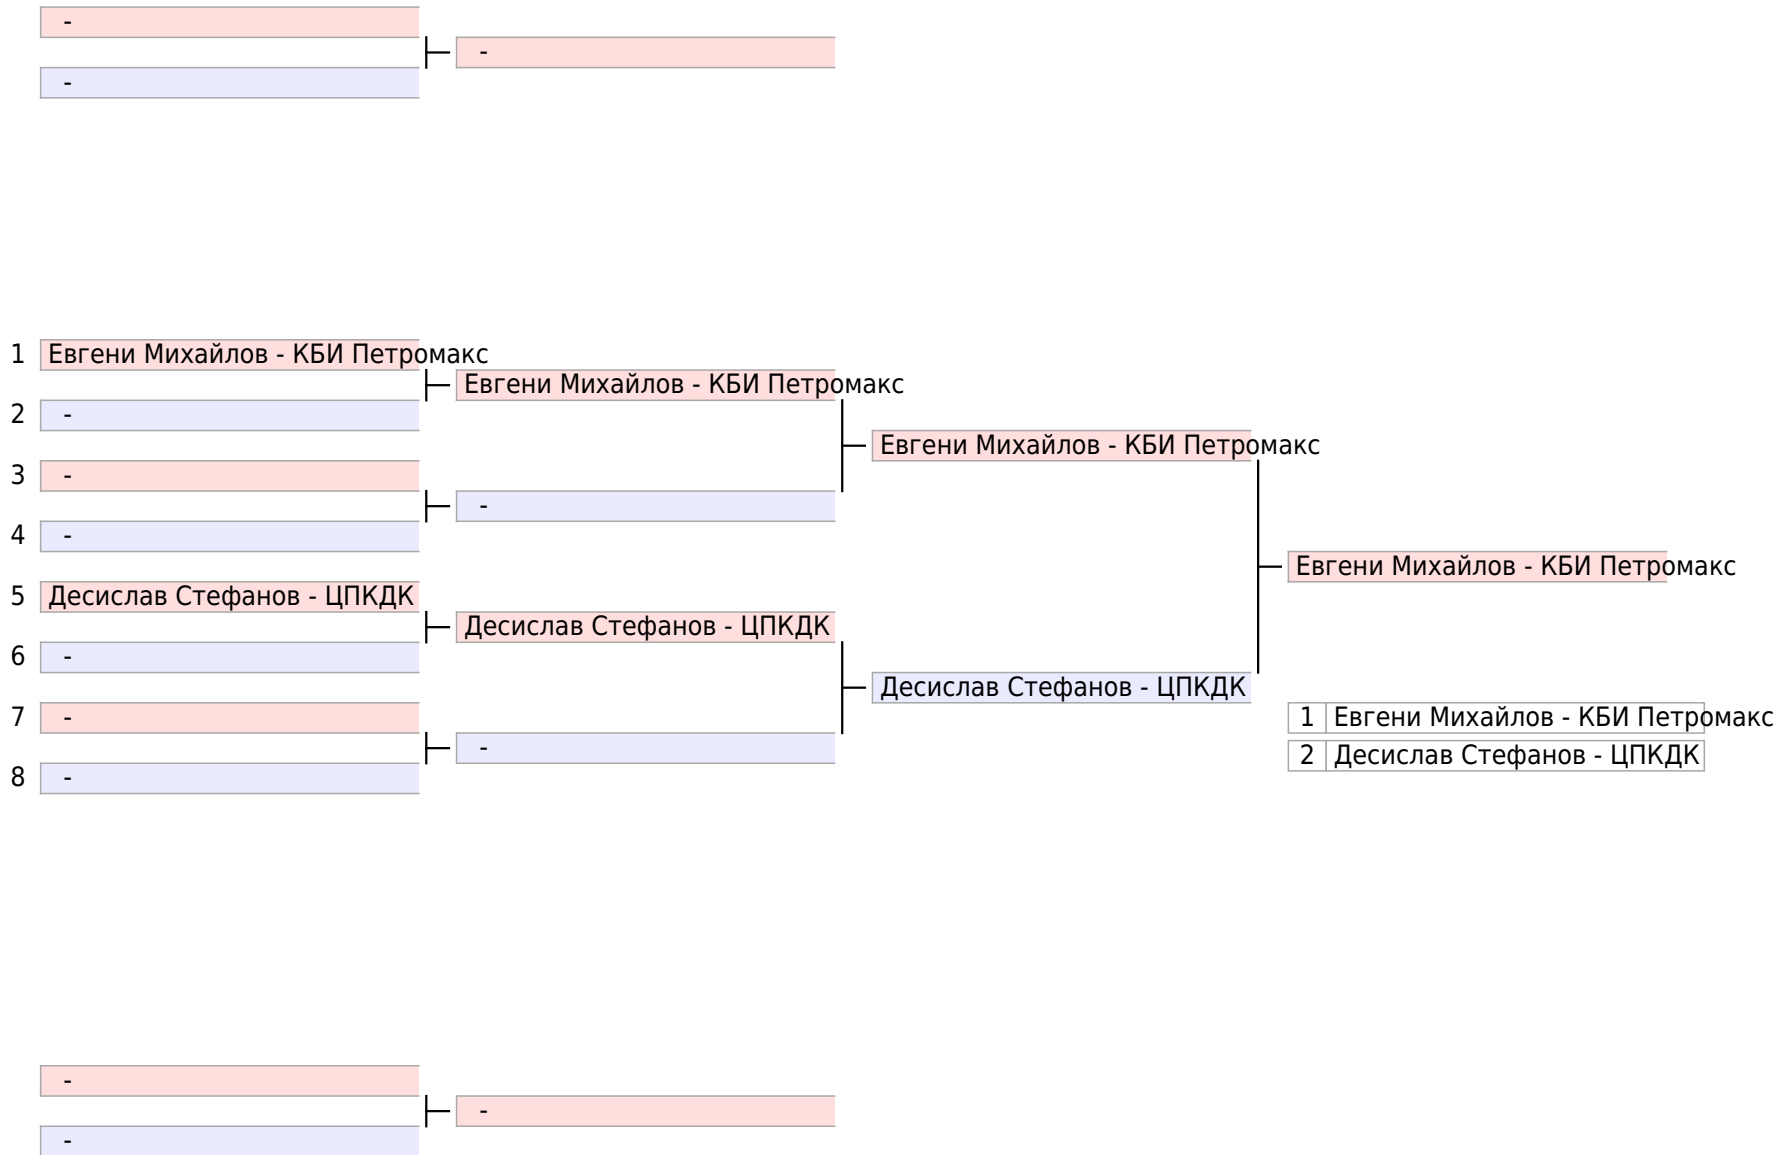 -
-
-
1 Евгени Михайлов - КБИ Петромакс
Евгени Михайлов - КБИ Петромакс
2 -
Евгени Михайлов - КБИ Петромакс
3 -
-
4 -
Евгени Михайлов - КБИ Петромакс
5 Десислав Стефанов - ЦПКДК
Десислав Стефанов - ЦПКДК
6 -
Десислав Стефанов - ЦПКДК
7 -
1 Евгени Михайлов - КБИ Петромакс
-
2 Десислав Стефанов - ЦПКДК
8 -
-
-
-